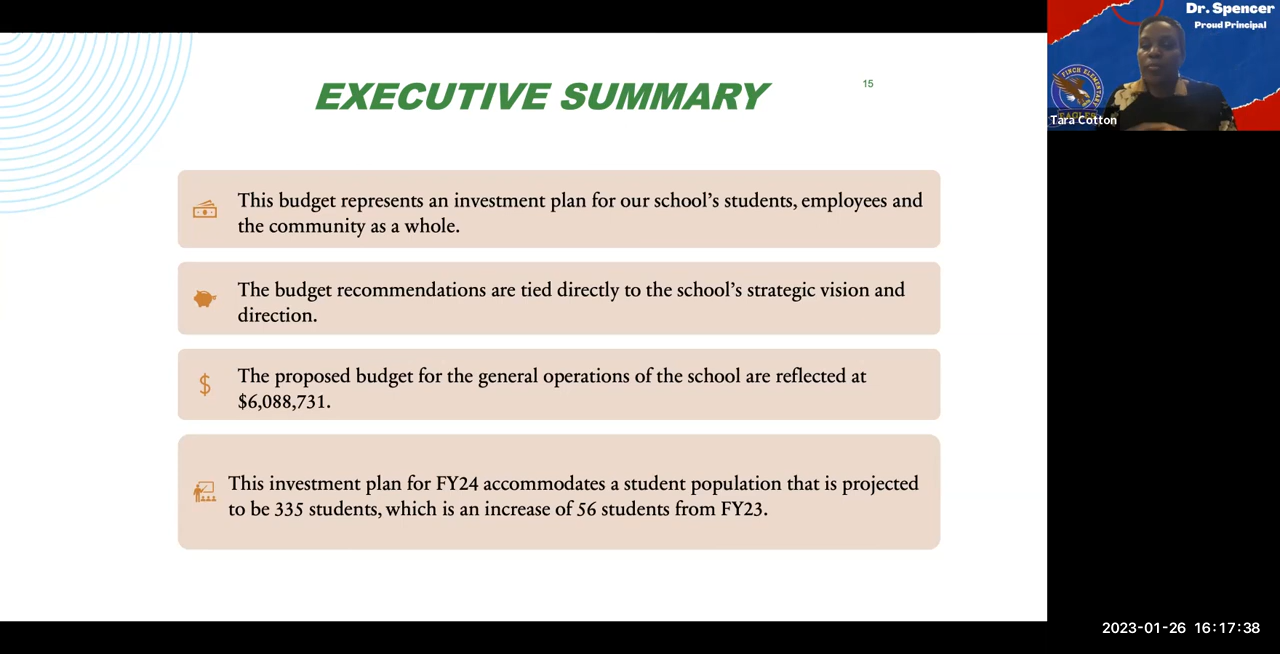 EXECUTIVE SUMMARY
15
This budget represents an investment plan for our school's students, employees and
the community as a whole.
The budget recommendations are tied directly to the school's strategic vision and
direction.
$
The proposed budget for the general operations of the school are reflected at
$6,088,731.
This investment plan for FY24 accommodates a student population that is projected
to be 335 students, which is an increase of 56 students from FY23.
Dr. Spencer
Proud Principal
FINCH ELEMENTARY
EAGLES
Tara Cotton
2023-01-26 16:17:38